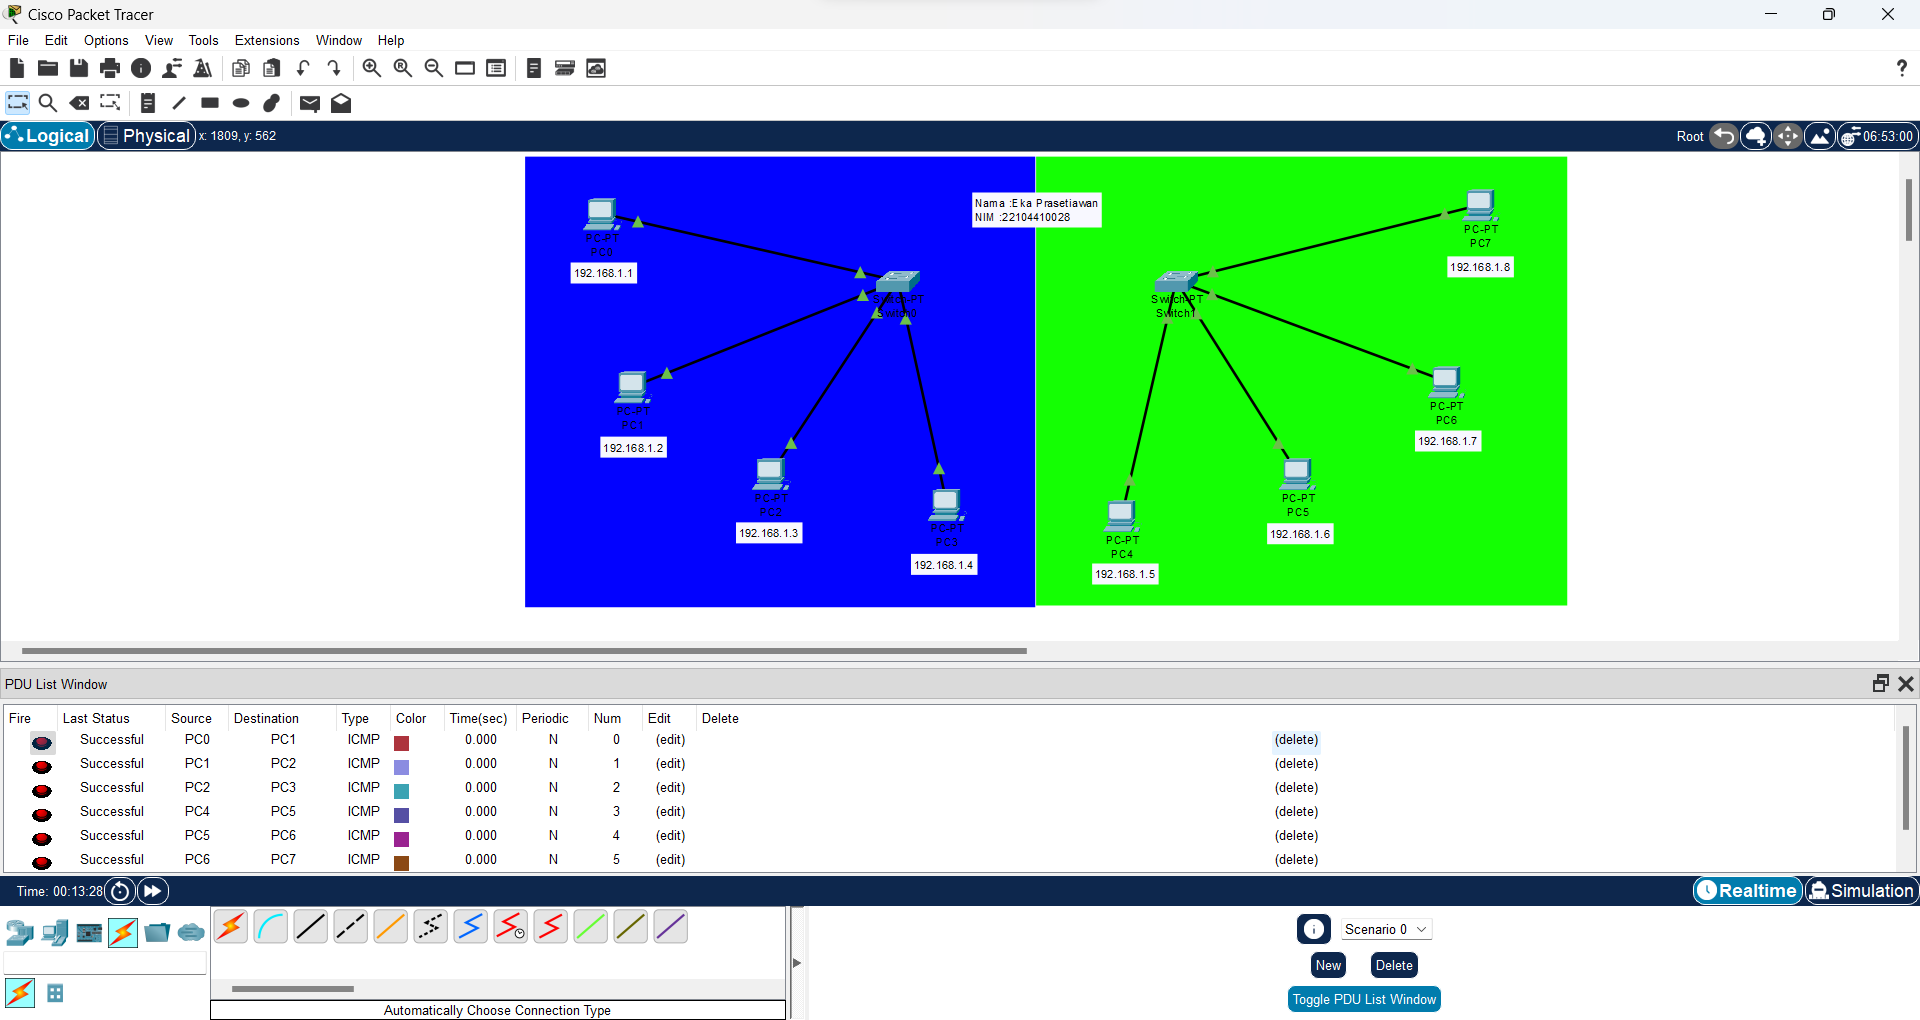 Cisco Packet Tracer
File Edit Options View Tools Extensions Window Help
Logical Physical x: 1809, y: 562 Root 06:53:00
Nama :Eka Prasetiawan
NIM :22104410028
PC-PT
PC0
192.168.1.1
Switch-PT
Switch0
PC-PT
PC1
192.168.1.2
PC-PT
PC2
192.168.1.3
PC-PT
PC3
192.168.1.4
PC-PT
PC7
192.168.1.8
Switch-PT
Switch1
PC-PT
PC6
192.168.1.7
PC-PT
PC5
192.168.1.6
PC-PT
PC4
192.168.1.5
PDU List Window
Fire Last Status Source Destination Type Color Time(sec) Periodic Num Edit Delete
Successful PC0 PC1 ICMP 0.000 N 0 (edit) (delete)
Successful PC1 PC2 ICMP 0.000 N 1 (edit) (delete)
Successful PC2 PC3 ICMP 0.000 N 2 (edit) (delete)
Successful PC4 PC5 ICMP 0.000 N 3 (edit) (delete)
Successful PC5 PC6 ICMP 0.000 N 4 (edit) (delete)
Successful PC6 PC7 ICMP 0.000 N 5 (edit) (delete)
Time: 00:13:28 Realtime Simulation
Scenario 0
New Delete
Toggle PDU List Window
Automatically Choose Connection Type